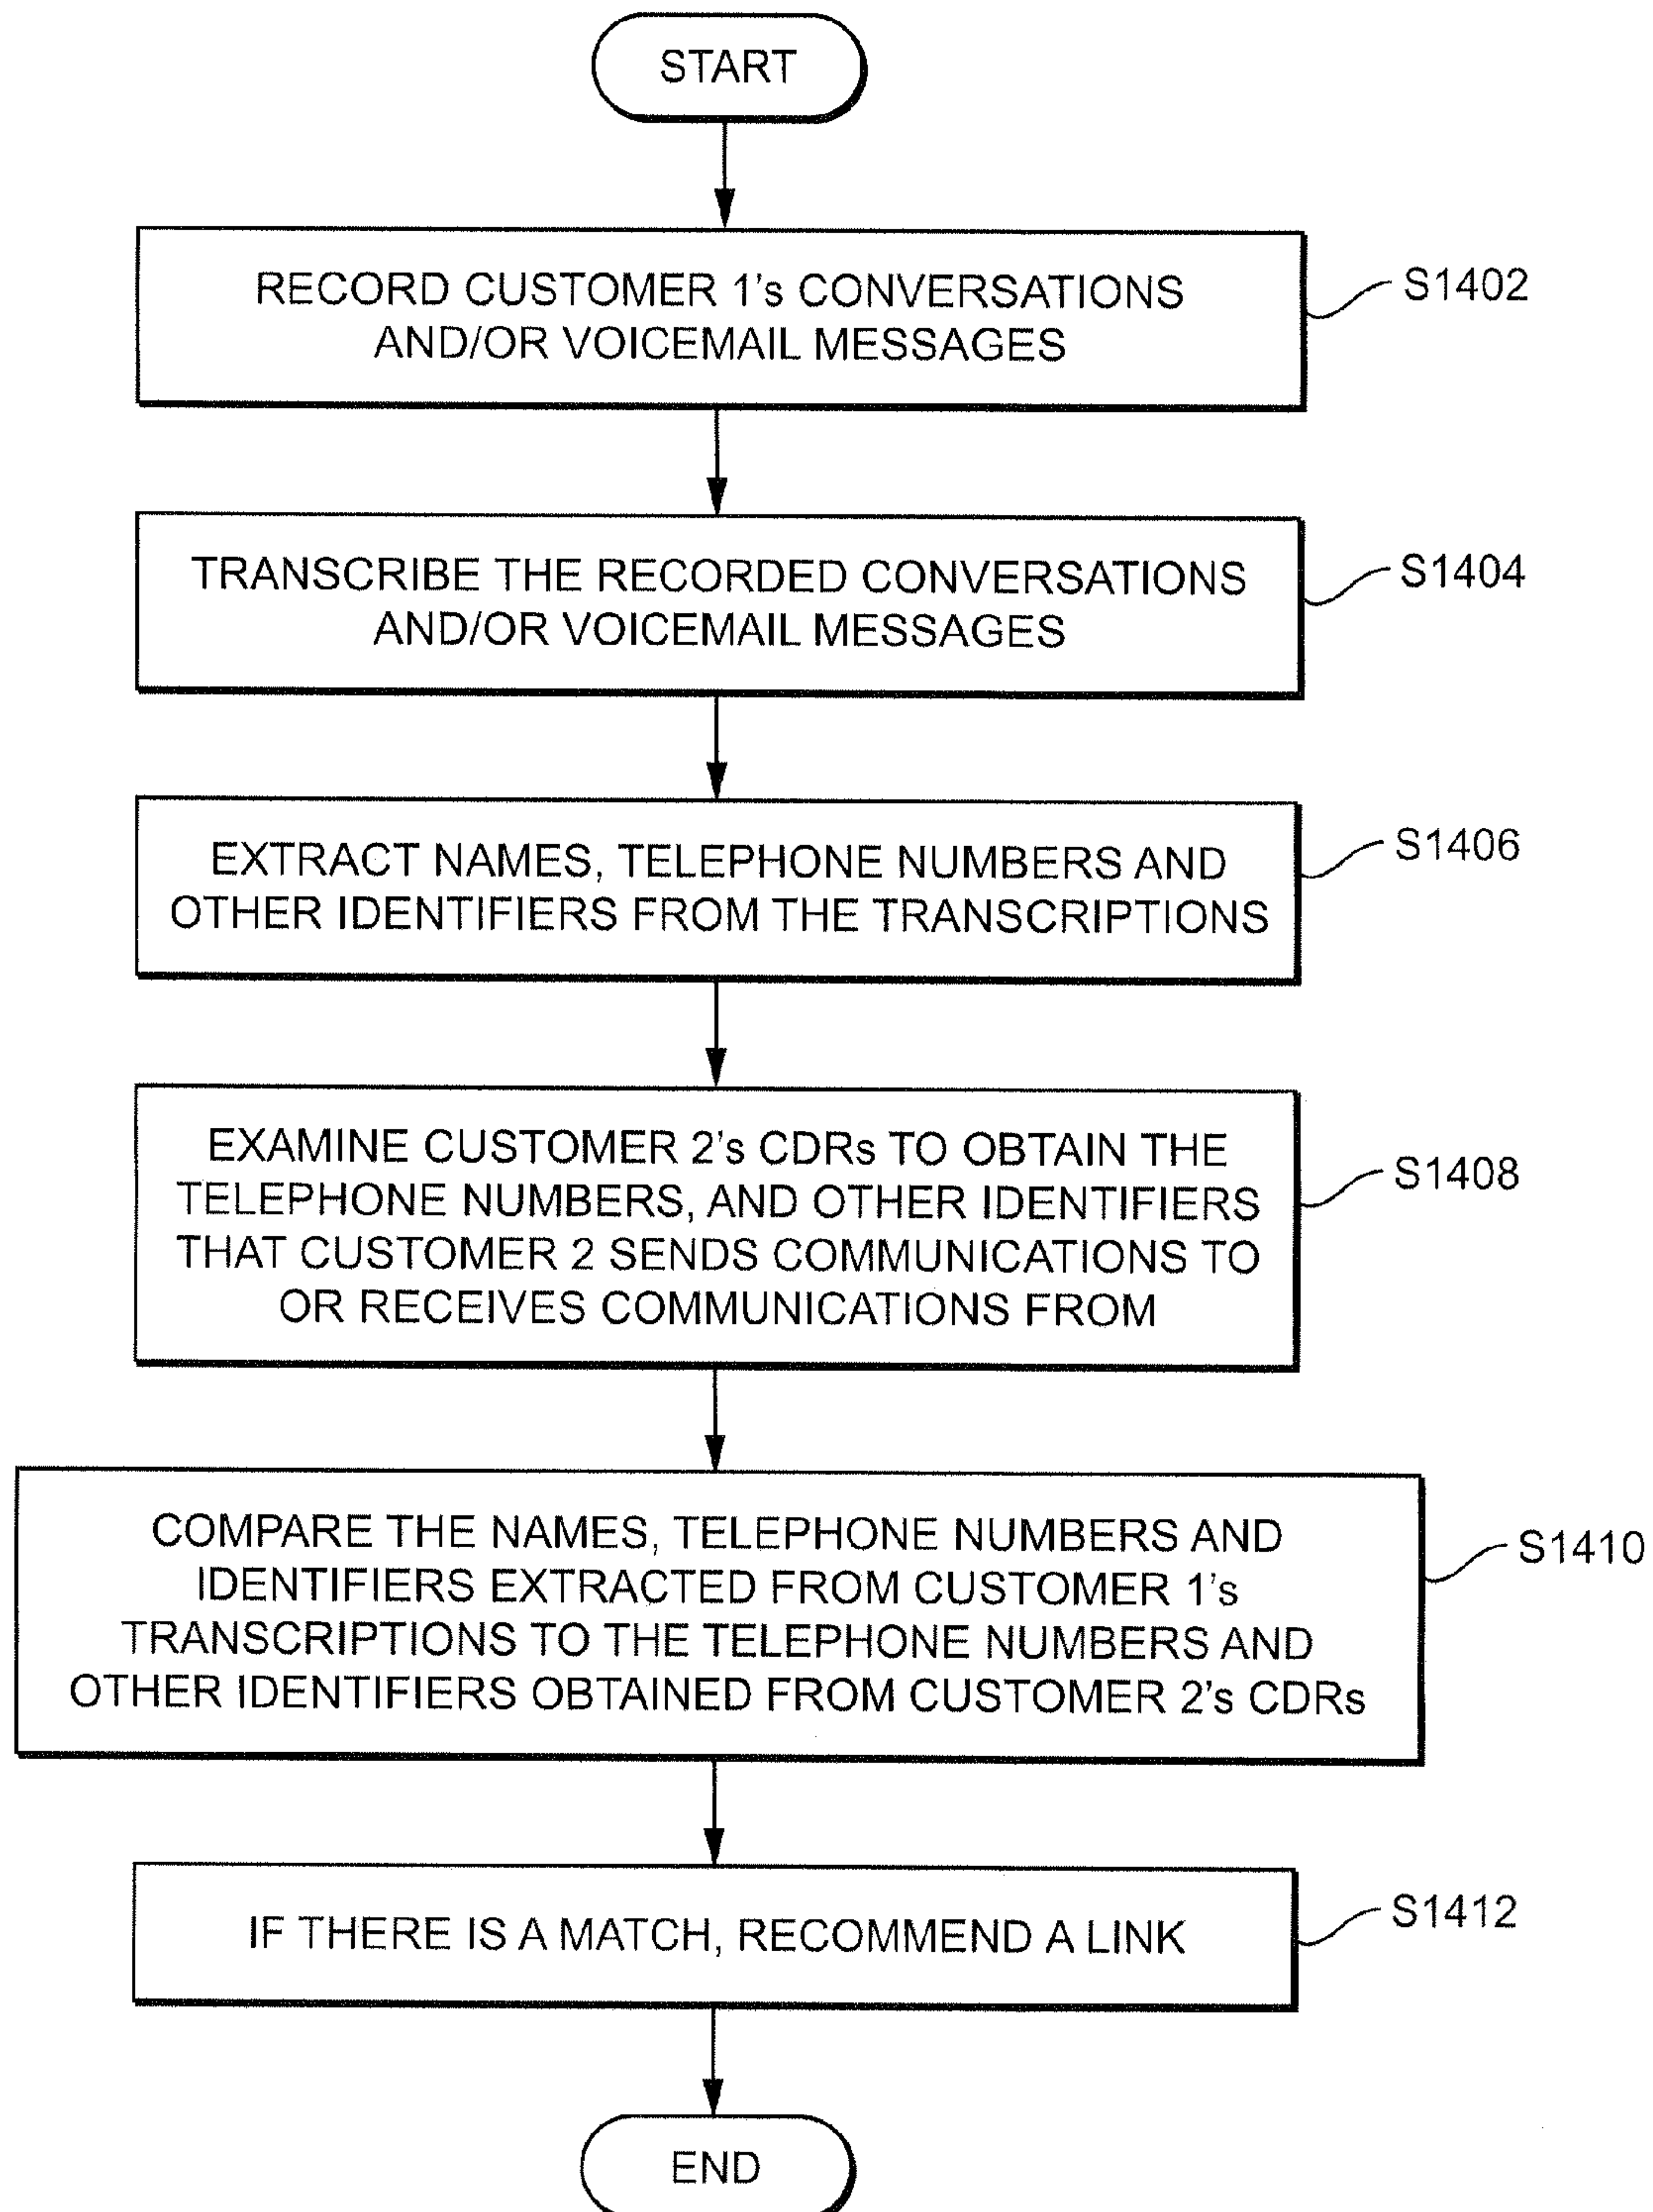 START
RECORD CUSTOMER 1's CONVERSATIONS
AND/OR VOICEMAIL MESSAGES
S1402
TRANSCRIBE THE RECORDED CONVERSATIONS
AND/OR VOICEMAIL MESSAGES
S1404
EXTRACT NAMES, TELEPHONE NUMBERS AND
OTHER IDENTIFIERS FROM THE TRANSCRIPTIONS
S1406
EXAMINE CUSTOMER 2's CDRs TO OBTAIN THE
TELEPHONE NUMBERS, AND OTHER IDENTIFIERS
THAT CUSTOMER 2 SENDS COMMUNICATIONS TO
OR RECEIVES COMMUNICATIONS FROM
S1408
COMPARE THE NAMES, TELEPHONE NUMBERS AND
IDENTIFIERS EXTRACTED FROM CUSTOMER 1's
TRANSCRIPTIONS TO THE TELEPHONE NUMBERS AND
OTHER IDENTIFIERS OBTAINED FROM CUSTOMER 2's CDRs
S1410
IF THERE IS A MATCH, RECOMMEND A LINK
S1412
END